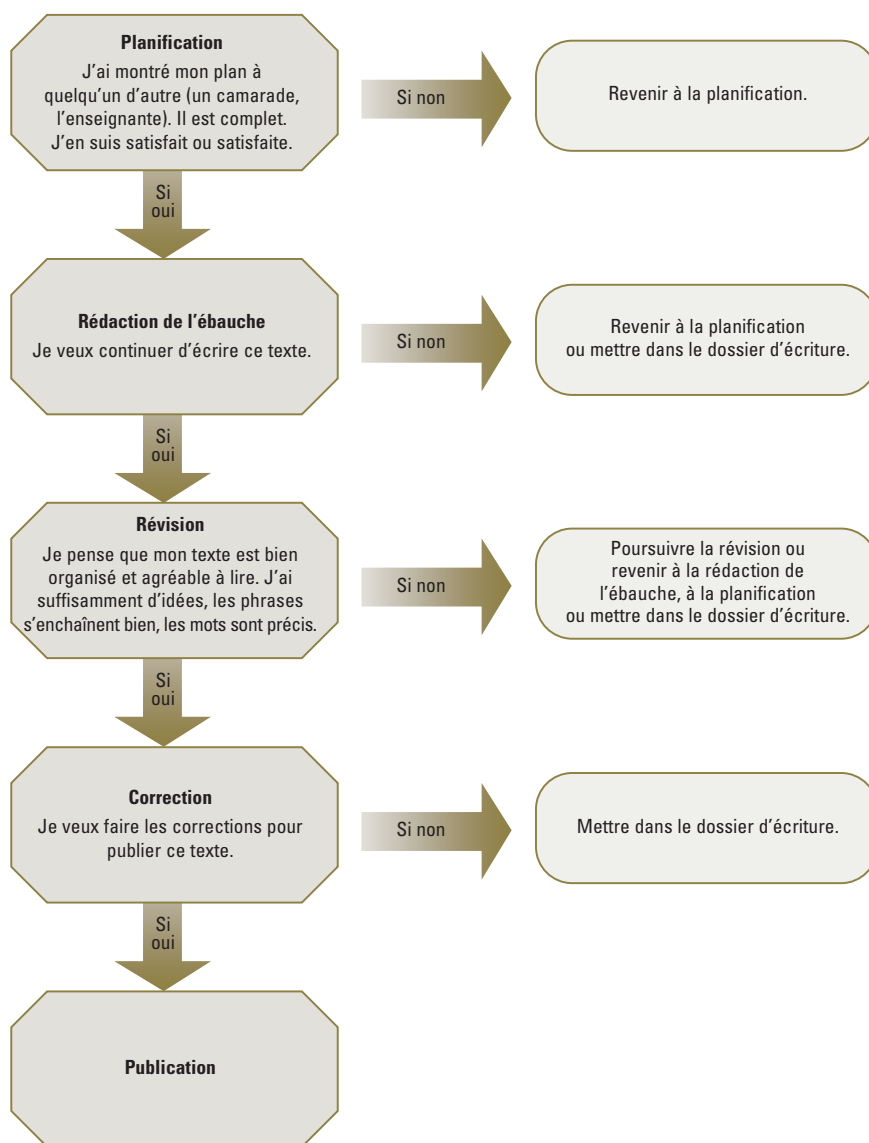 Planification
J'ai montré mon plan à
quelqu'un d'autre (un camarade,
l'enseignante). Il est complet.
J'en suis satisfait ou satisfaite.
Si non
Revenir à la planification.
Si
oui
Rédaction de l'ébauche
Je veux continuer d'écrire ce texte.
Si non
Revenir à la planification
ou mettre dans le dossier d'écriture.
Si
oui
Révision
Je pense que mon texte est bien
organisé et agréable à lire. J'ai
suffisamment d'idées, les phrases
s'enchaînent bien, les mots sont précis.
Si non
Poursuivre la révision ou
revenir à la rédaction de
l'ébauche, à la planification
ou mettre dans le dossier d'écriture.
Si
oui
Correction
Je veux faire les corrections pour
publier ce texte.
Si non
Mettre dans le dossier d'écriture.
Si
oui
Publication